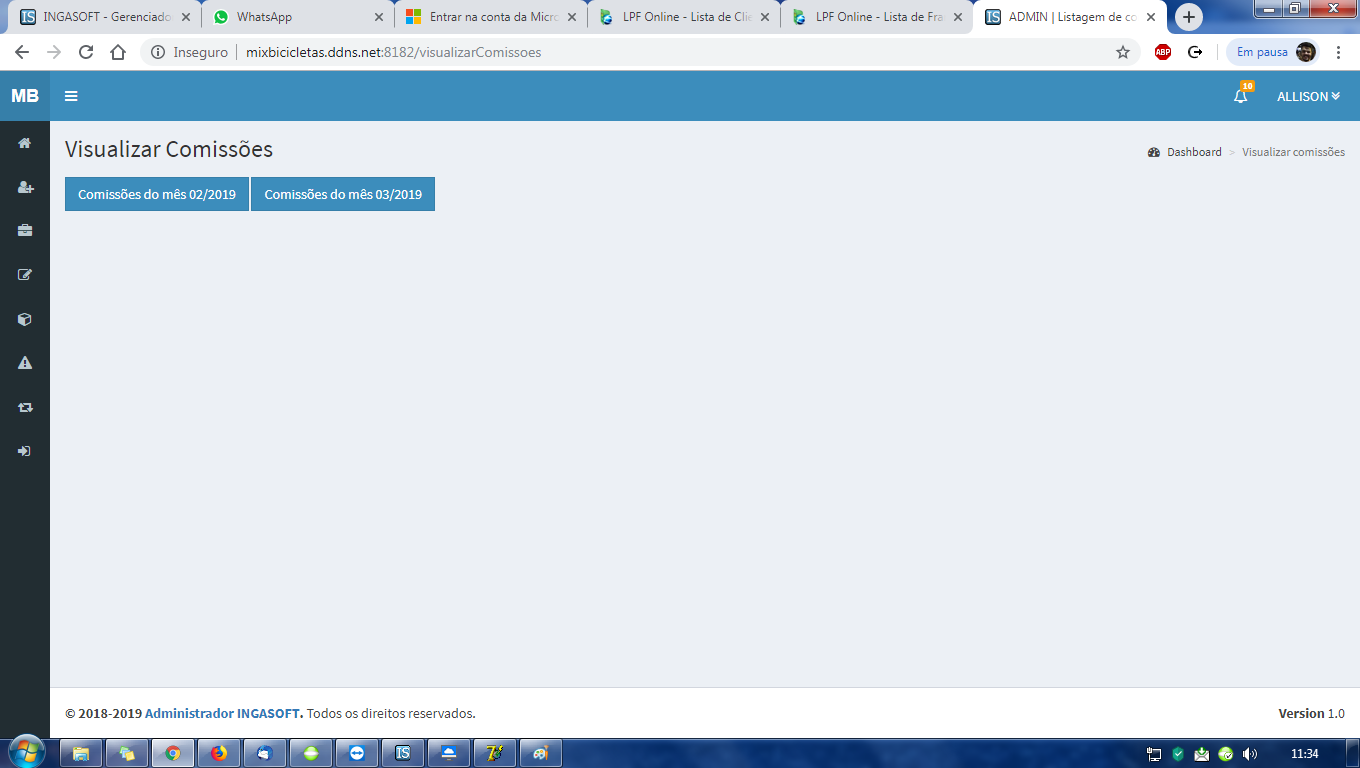 INGASOFT - Gerenciado
WhatsApp
Entrar na conta da Micro
LPF Online - Lista de Clie
LPF Online - Lista de Fra
ADMIN | Listagem de co
Inseguro
mixbicicletas.ddns.net:8182/visualizarComissoes
ABP
Em pausa
MB
10
ALLISON
Visualizar Comissões
Dashboard > Visualizar comissões
Comissões do mês 02/2019
Comissões do mês 03/2019
© 2018-2019 Administrador INGASOFT. Todos os direitos reservados.
Version 1.0
IS
11:34